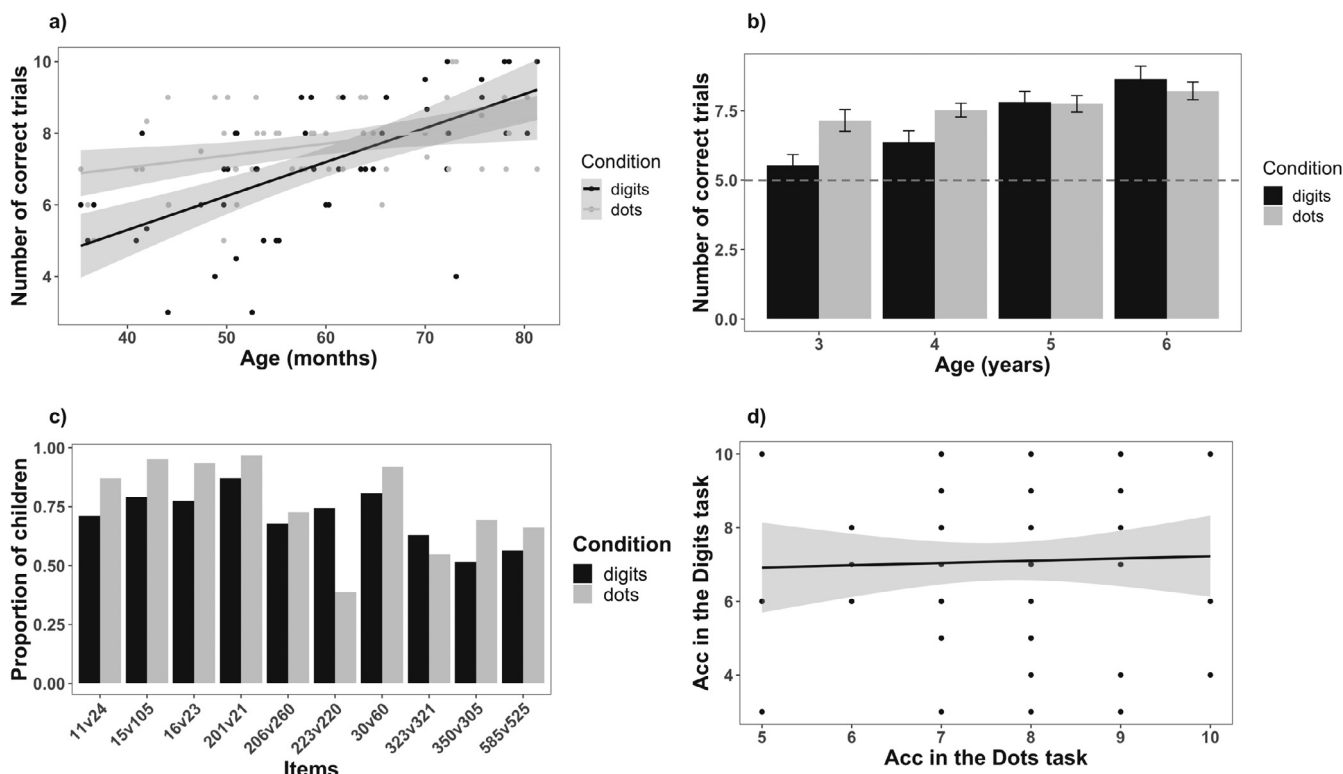 a)
10
8
6
4
Number of correct trials
40 50 60 70 80
Age (months)
Condition
digits
dots
b)
7.5
5.0
2.5
0.0
Number of correct trials
3 4 5 6
Age (years)
Condition
digits
dots
c)
1.00
0.75
0.50
0.25
0.00
Proportion of children
11v24 15v105 16v23 201v21 206v260 223v220 30v60 323v321 350v305 585v525
Items
Condition
digits
dots
d)
10
8
6
4
Acc in the Digits task
5 6 7 8 9 10
Acc in the Dots task